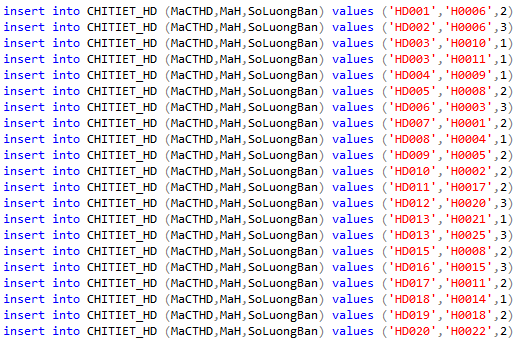 insert into CHITIET_HD (MaCTHD,MaH,SoLuongBan) values ('HD001','H0006',2)
insert into CHITIET_HD (MaCTHD,MaH,SoLuongBan) values ('HD002','H0006',3)
insert into CHITIET_HD (MaCTHD,MaH,SoLuongBan) values ('HD003','H0010',1)
insert into CHITIET_HD (MaCTHD,MaH,SoLuongBan) values ('HD003','H0011',1)
insert into CHITIET_HD (MaCTHD,MaH,SoLuongBan) values ('HD004','H0009',1)
insert into CHITIET_HD (MaCTHD,MaH,SoLuongBan) values ('HD005','H0008',2)
insert into CHITIET_HD (MaCTHD,MaH,SoLuongBan) values ('HD006','H0003',3)
insert into CHITIET_HD (MaCTHD,MaH,SoLuongBan) values ('HD007','H0001',2)
insert into CHITIET_HD (MaCTHD,MaH,SoLuongBan) values ('HD008','H0004',1)
insert into CHITIET_HD (MaCTHD,MaH,SoLuongBan) values ('HD009','H0005',2)
insert into CHITIET_HD (MaCTHD,MaH,SoLuongBan) values ('HD010','H0002',2)
insert into CHITIET_HD (MaCTHD,MaH,SoLuongBan) values ('HD011','H0017',2)
insert into CHITIET_HD (MaCTHD,MaH,SoLuongBan) values ('HD012','H0020',3)
insert into CHITIET_HD (MaCTHD,MaH,SoLuongBan) values ('HD013','H0021',1)
insert into CHITIET_HD (MaCTHD,MaH,SoLuongBan) values ('HD013','H0025',3)
insert into CHITIET_HD (MaCTHD,MaH,SoLuongBan) values ('HD015','H0008',2)
insert into CHITIET_HD (MaCTHD,MaH,SoLuongBan) values ('HD016','H0015',3)
insert into CHITIET_HD (MaCTHD,MaH,SoLuongBan) values ('HD017','H0011',2)
insert into CHITIET_HD (MaCTHD,MaH,SoLuongBan) values ('HD018','H0014',1)
insert into CHITIET_HD (MaCTHD,MaH,SoLuongBan) values ('HD019','H0018',2)
insert into CHITIET_HD (MaCTHD,MaH,SoLuongBan) values ('HD020','H0022',2)